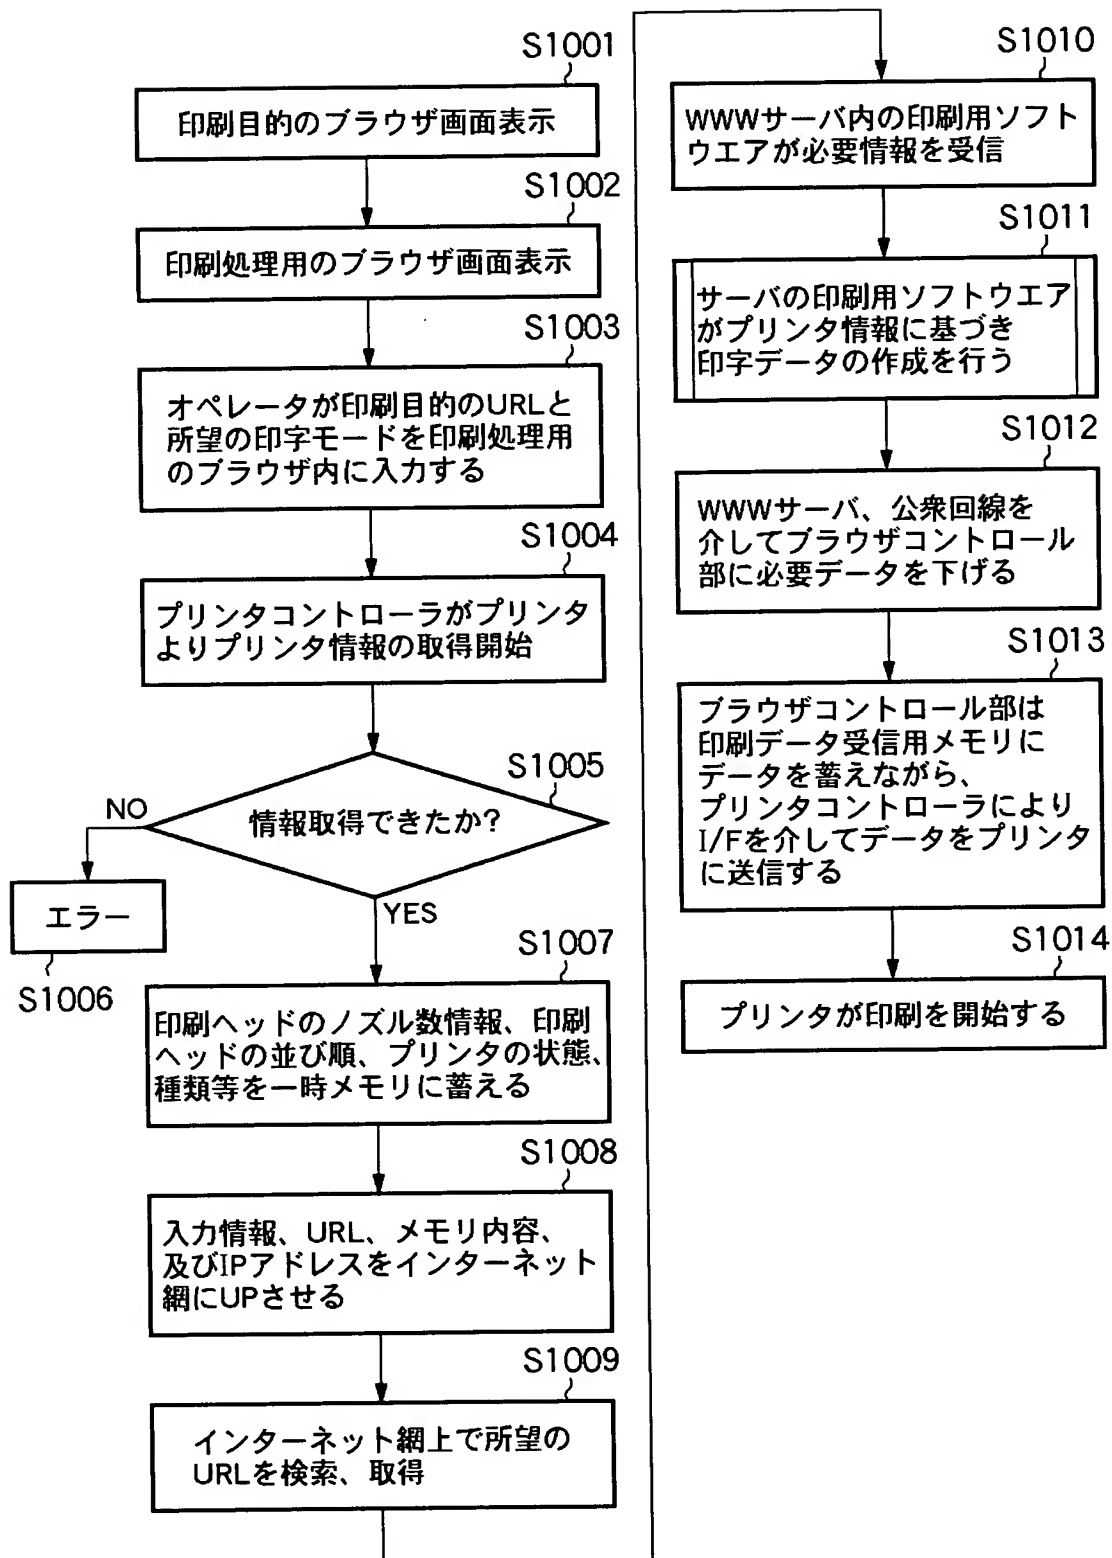 S1001
印刷目的のブラウザ画面表示
S1002
印刷処理用のブラウザ画面表示
S1003
オペレータが印刷目的のURLと
所望の印字モードを印刷処理用
のブラウザ内に入力する
S1004
プリンタコントローラがプリンタ
よりプリンタ情報の取得開始
S1005
情報取得できたか?
NO
エラー
S1006
YES
S1007
印刷ヘッドのノズル数情報、印刷
ヘッドの並び順、プリンタの状態、
種類等を一時メモリに蓄える
S1008
入力情報、URL、メモリ内容、
及びIPアドレスをインターネット
網にUPさせる
S1009
インターネット網上で所望の
URLを検索、取得
S1010
WWWサーバ内の印刷用ソフト
ウエアが必要情報を受信
S1011
サーバの印刷用ソフトウエア
がプリンタ情報に基づき
印字データの作成を行う
S1012
WWWサーバ、公衆回線を
介してブラウザコントロール
部に必要データを下げる
S1013
ブラウザコントロール部は
印刷データ受信用メモリに
データを蓄えながら、
プリンタコントローラにより
I/Fを介してデータをプリンタ
に送信する
S1014
プリンタが印刷を開始する